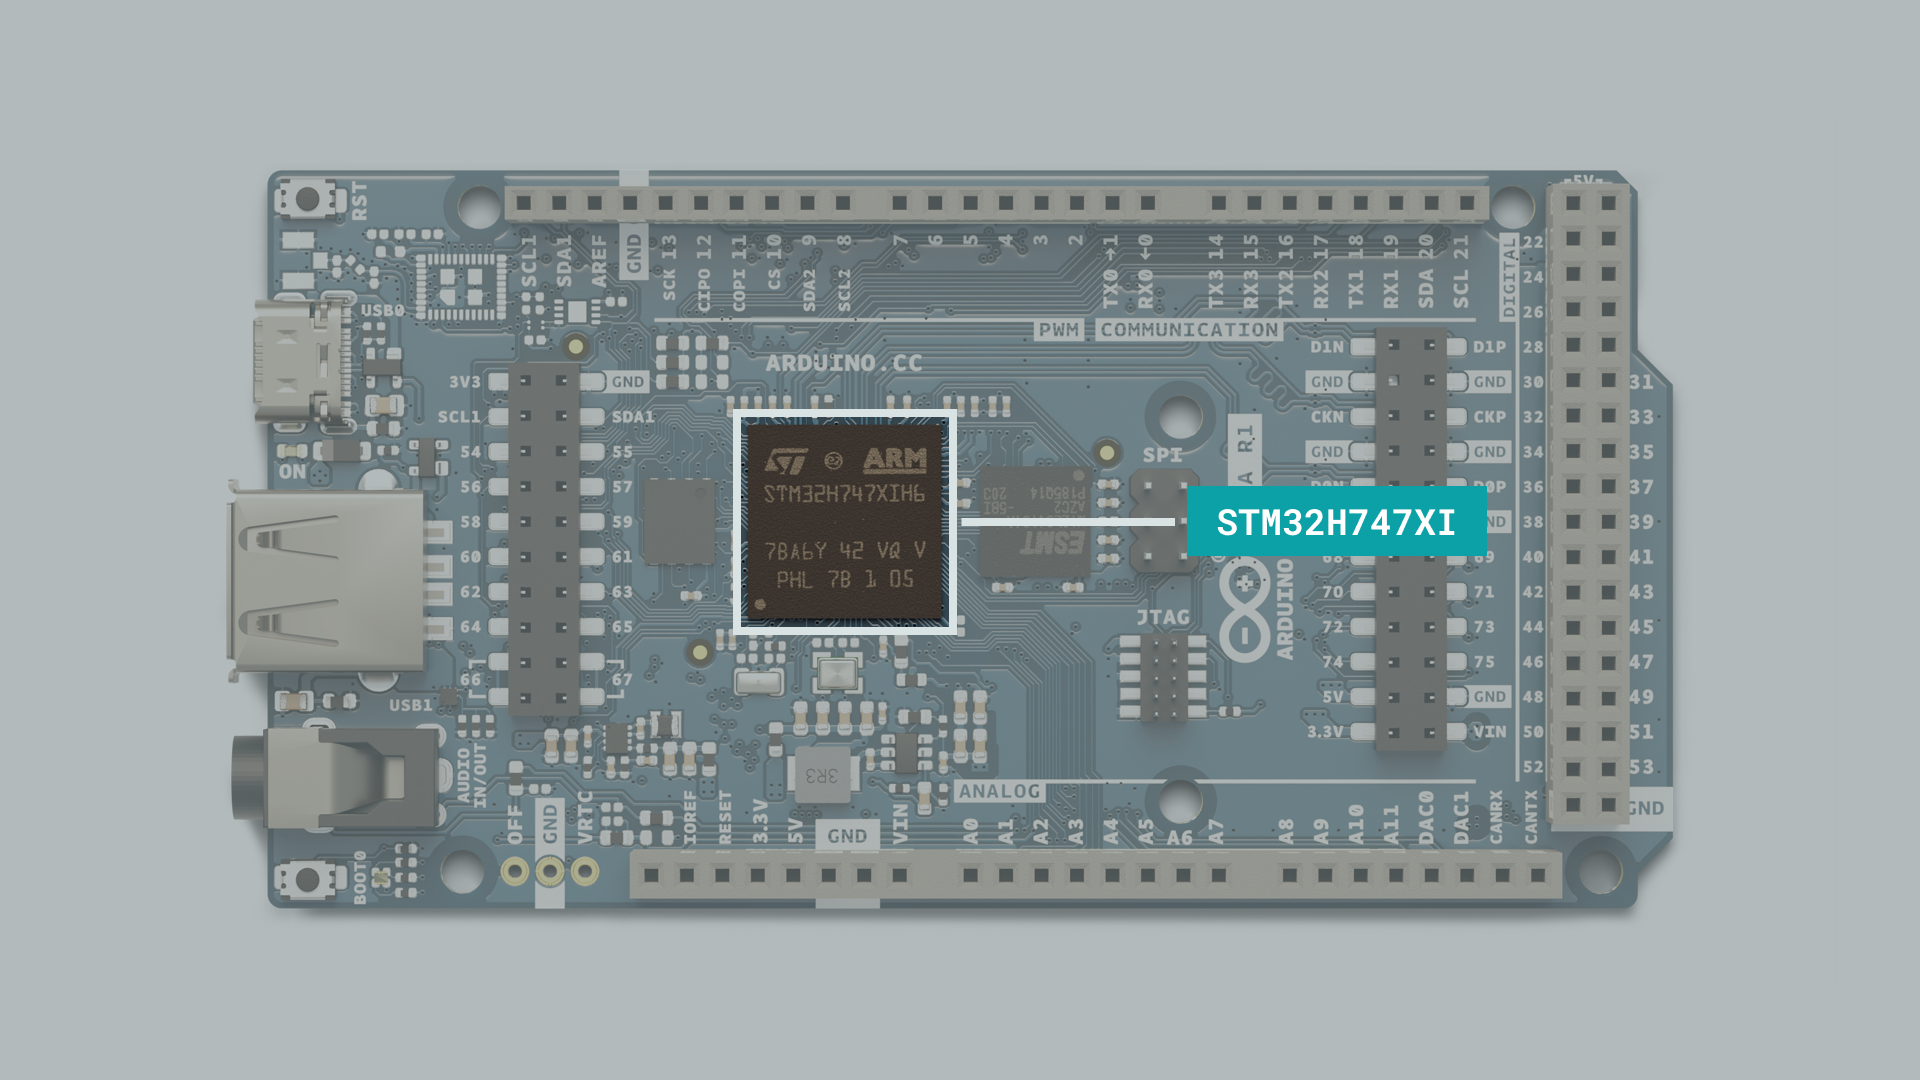 -5V-
RST
SCL1
SDA1
AREF
GND
SCK 13
CIPO 12
COPI 11
CS 10
SDA2 9
SCL2 8
7
6
5
4
3
2
TX0 →1
RX0 ←0
TX3 14
RX3 15
TX2 16
RX2 17
TX1 18
RX1 19
SDA 20
SCL 21
DIGITAL
22
24
26
28
30
31
32
33
34
35
36
37
38
39
40
41
42
43
44
45
46
47
48
49
50
51
52
53
GND
USB0
PWM
COMMUNICATION
ARDUINO.CC
3V3
GND
SCL1
SDA1
54
55
56
57
58
59
60
61
62
63
64
65
66
67
ON
D1N
D1P
GND
GND
CKN
CKP
GND
GND
70
71
72
73
74
75
5V
GND
3.3V
VIN
SPI
ST
ARM
STM32H747XIH6
7BA6Y 42 VQ V
PHL 7B 1 05
STM32H747XI
ESMT
JTAG
ARDUINO
USB1
AUDIO
IN/OUT
3R3
ANALOG
OFF
GND
VRTC
IOREF
RESET
3.3V
5V
GND
VIN
A0
A1
A2
A3
A4
A5
A6
A7
A8
A9
A10
A11
DAC0
DAC1
CANRX
CANTX
BOOT0